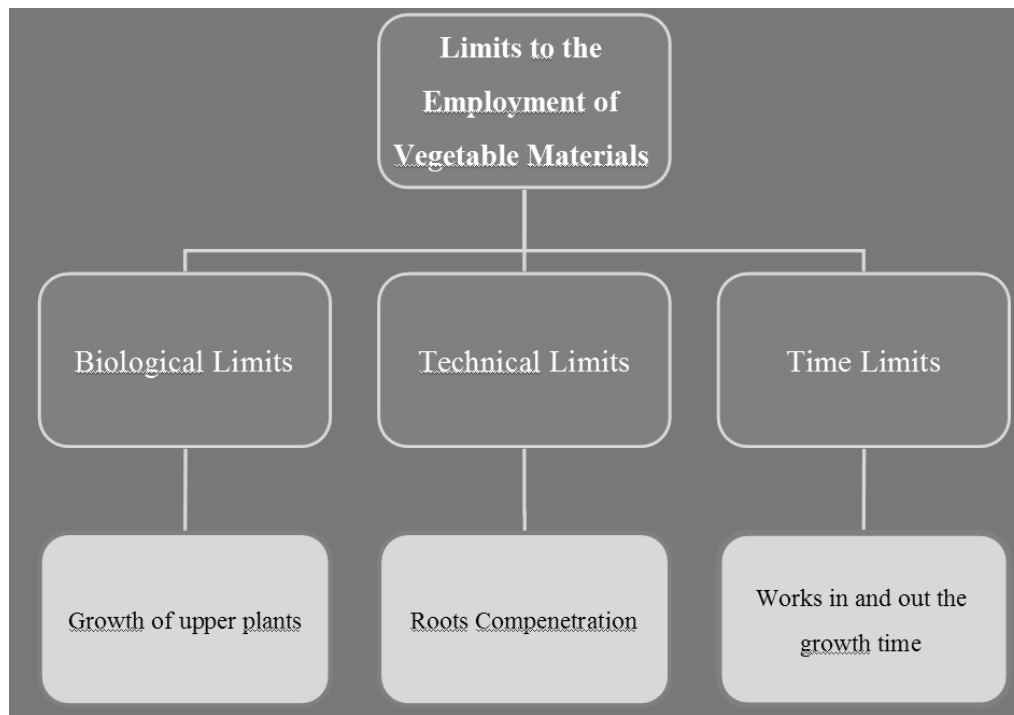 Limits to the
Employment of
Vegetable Materials
Biological Limits
Technical Limits
Time Limits
Growth of upper plants
Roots Compenetration
Works in and out the
growth time